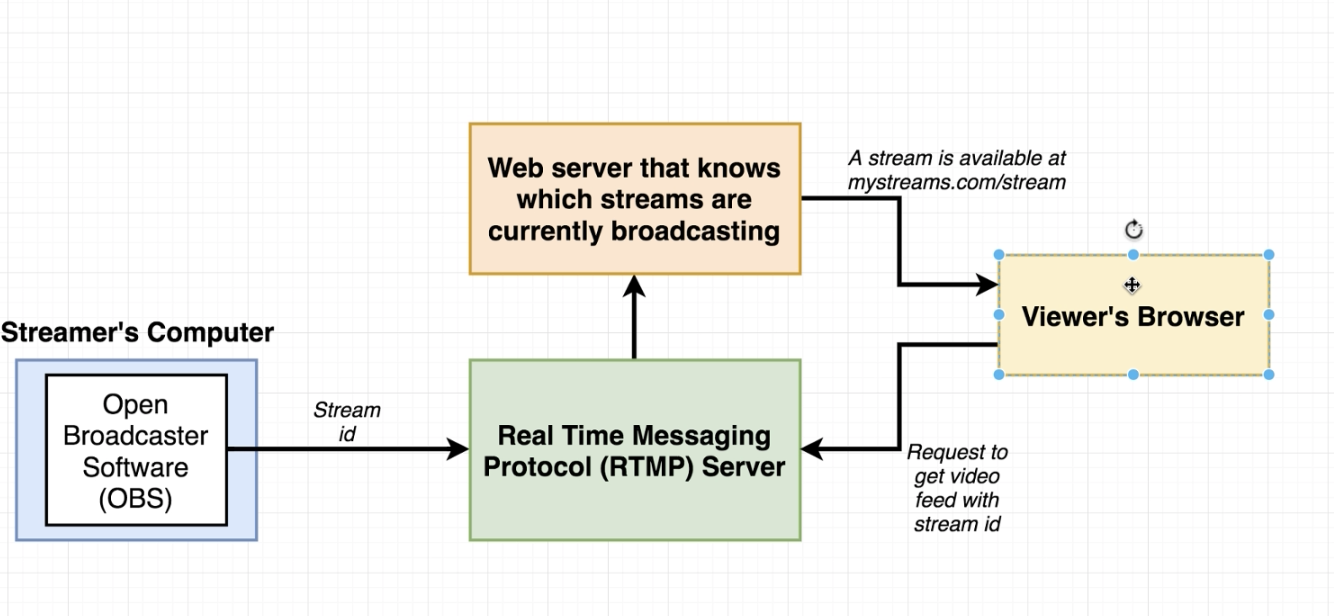 Web server that knows
which streams are
currently broadcasting
A stream is available at
mystreams.com/stream
Viewer's Browser
Streamer's Computer
Open
Broadcaster
Software
(OBS)
Stream
id
Real Time Messaging
Protocol (RTMP) Server
Request to
get video
feed with
stream id